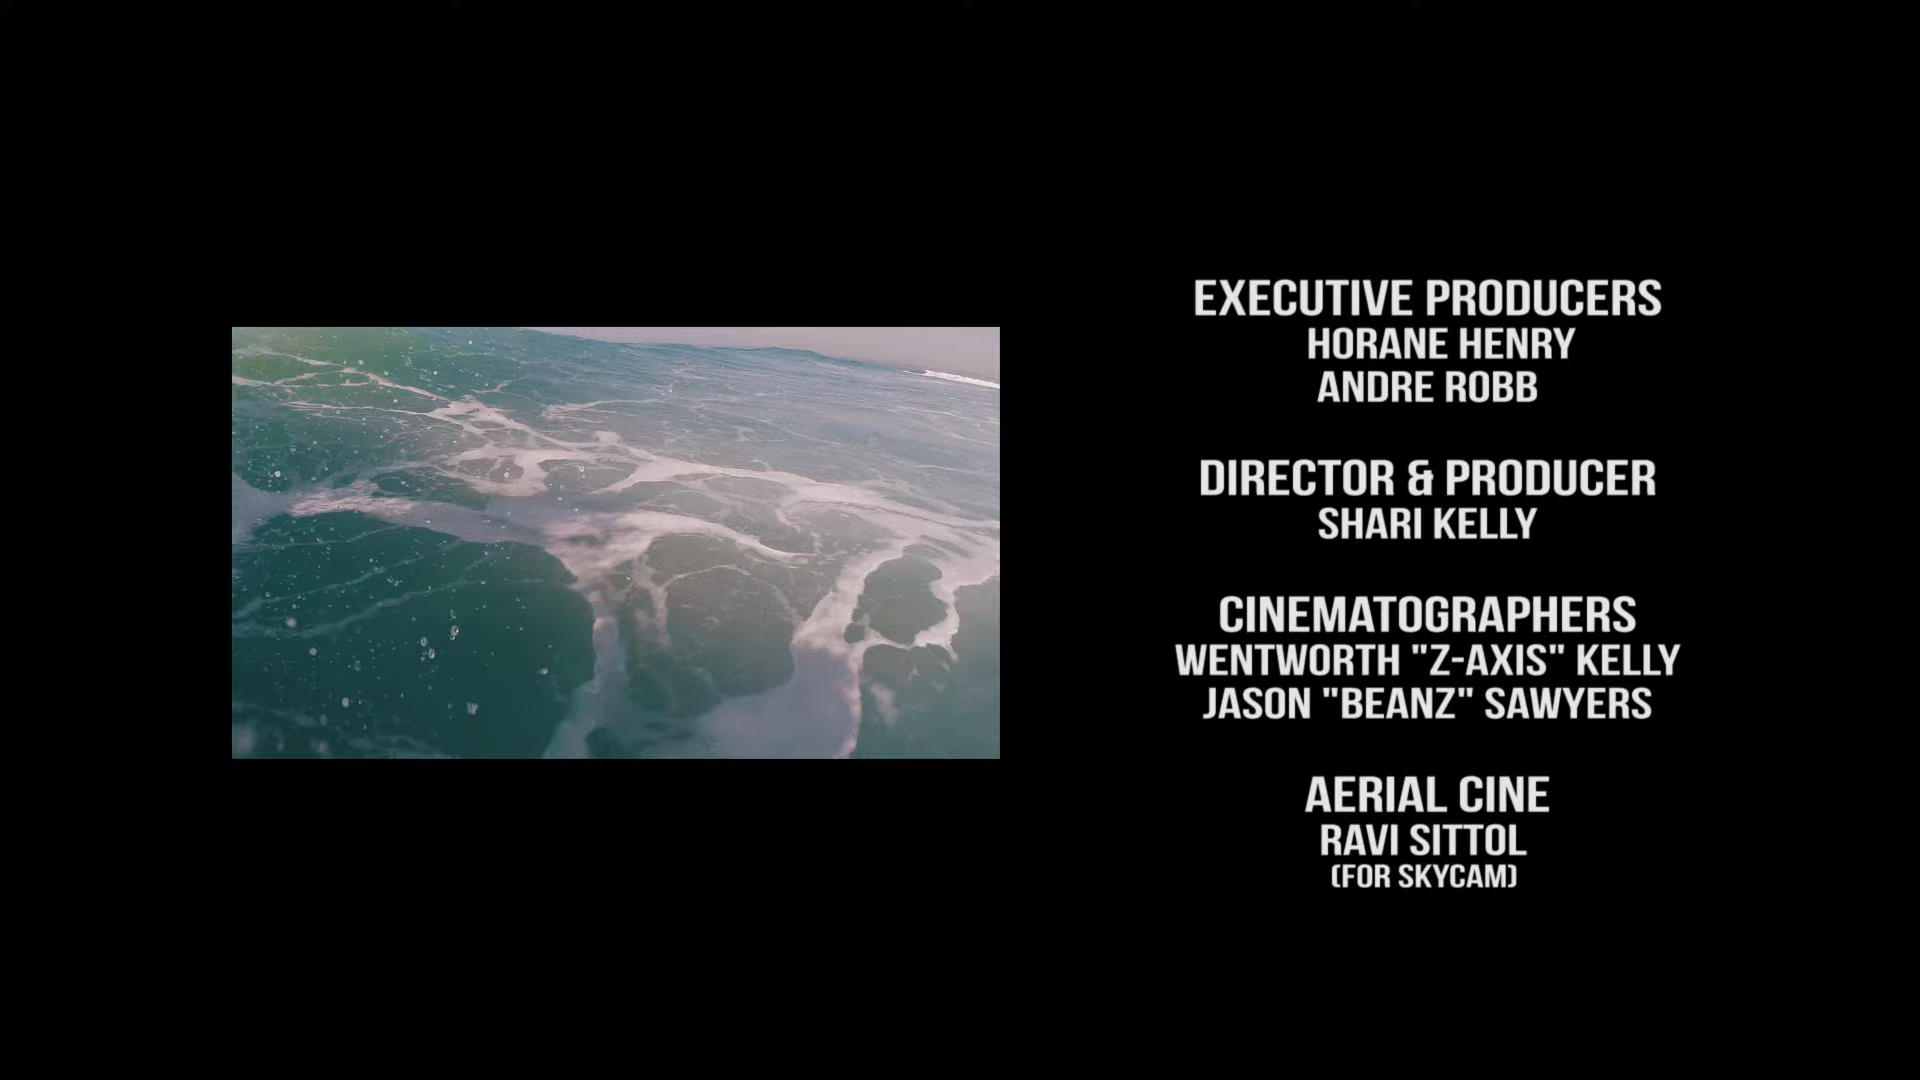 EXECUTIVE PRODUCERS
HORANE HENRY
ANDRE ROBB
DIRECTOR & PRODUCER
SHARI KELLY
CINEMATOGRAPHERS
WENTWORTH "Z-AXIS" KELLY
JASON "BEANZ" SAWYERS
AERIAL CINE
RAVI SITTOL
(FOR SKYCAM)